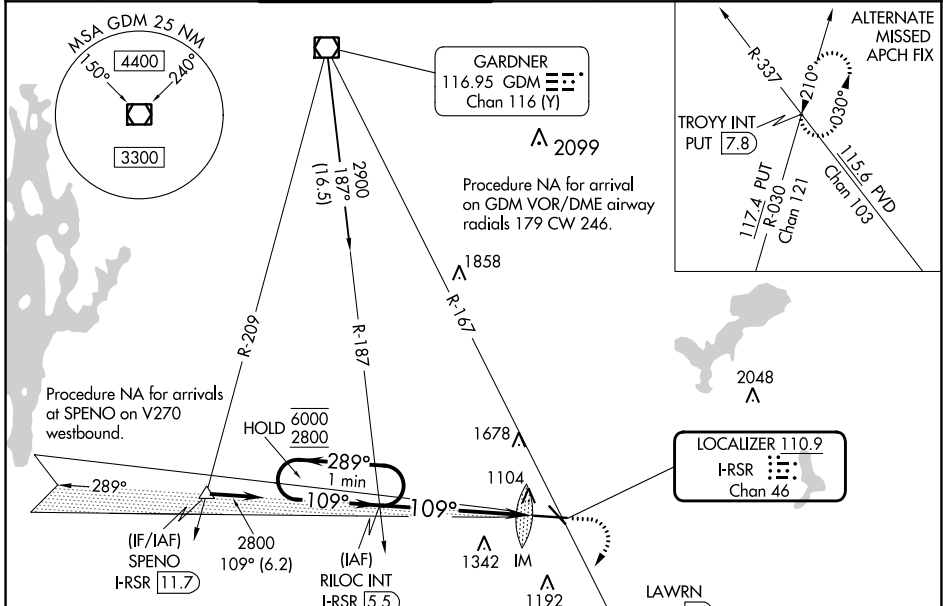 MSA GDM 25 NM
150°
4400
240°
3300
GARDNER
116.95 GDM
Chan 116 (Y)
2099
2900
187°
(16.5)
Procedure NA for arrival
on GDM VOR/DME airway
radials 179 CW 246.
1858
R-209
R-187
R-167
ALTERNATE
MISSED
APCH FIX
R-337
210°
030°
TROYY INT
PUT 7.8
117.4 PUT
R-030
Chan 121
115.6 PVD
Chan 103
2048
Procedure NA for arrivals
at SPENO on V270
westbound.
HOLD 6000
2800
289°
1 min
109°
109°
289°
1678
1104
LOCALIZER 110.9
I-RSR
Chan 46
(IF/IAF)
SPENO
I-RSR 11.7
2800
109° (6.2)
(IAF)
RILOC INT
I-RSR 5.5
1342
IM
1192
LAWRN